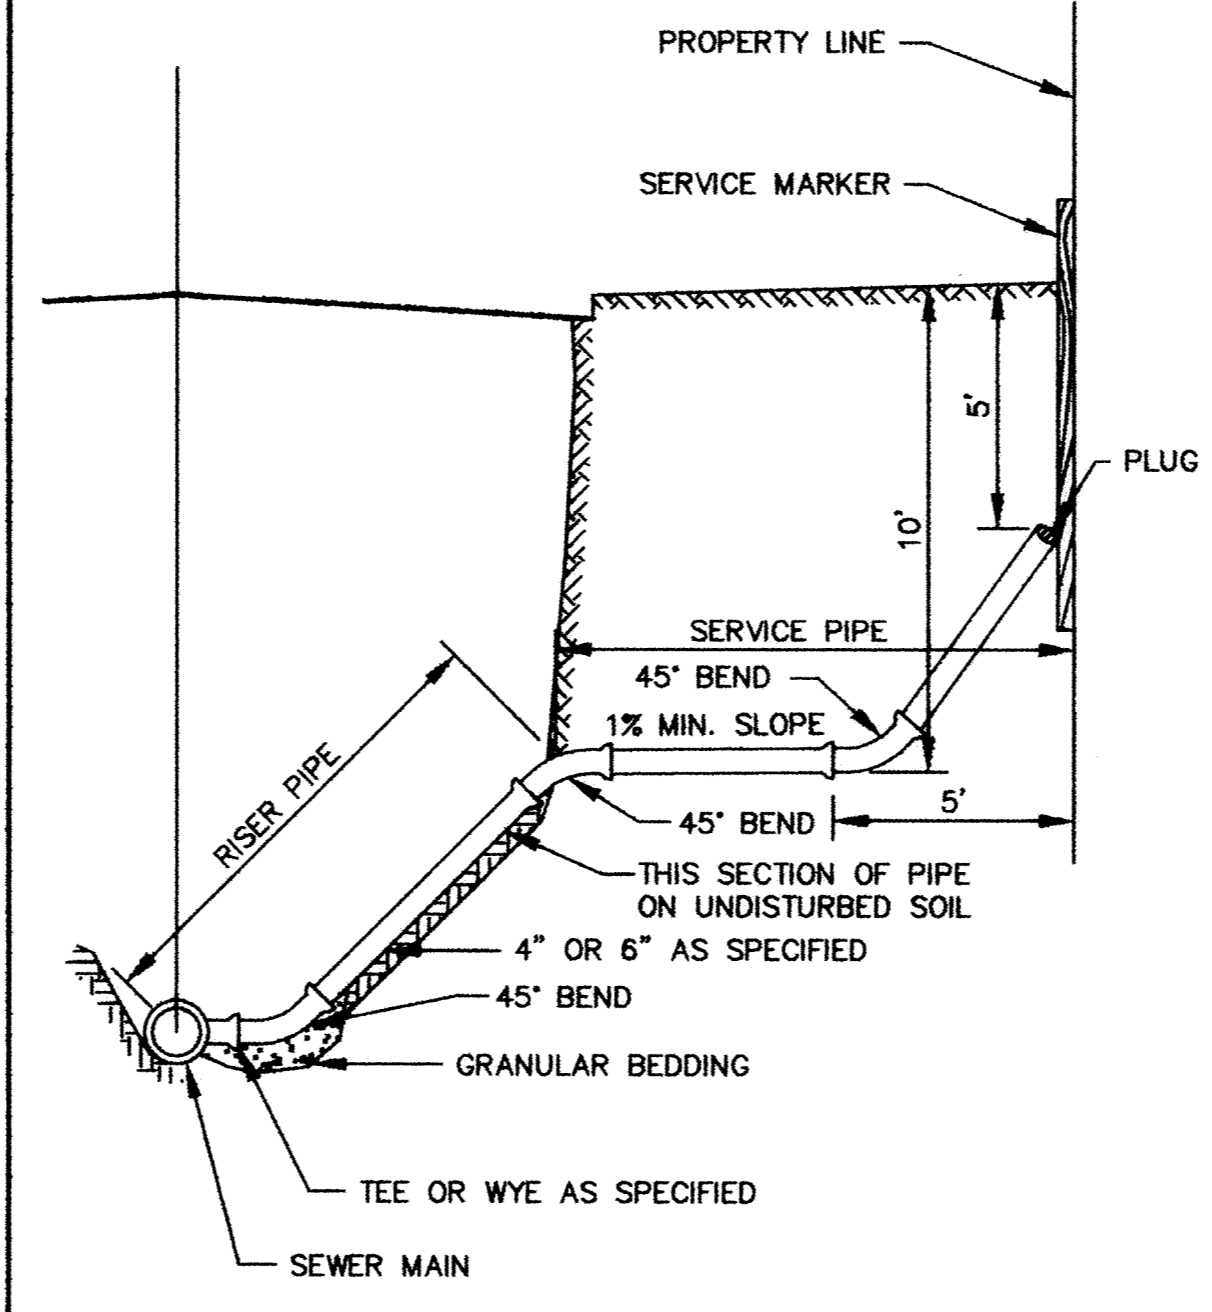 PROPERTY LINE
SERVICE MARKER
5'
PLUG
10'
SERVICE PIPE
45° BEND
1% MIN. SLOPE
RISER PIPE
5'
45° BEND
THIS SECTION OF PIPE
ON UNDISTURBED SOIL
4" OR 6" AS SPECIFIED
45° BEND
GRANULAR BEDDING
TEE OR WYE AS SPECIFIED
SEWER MAIN